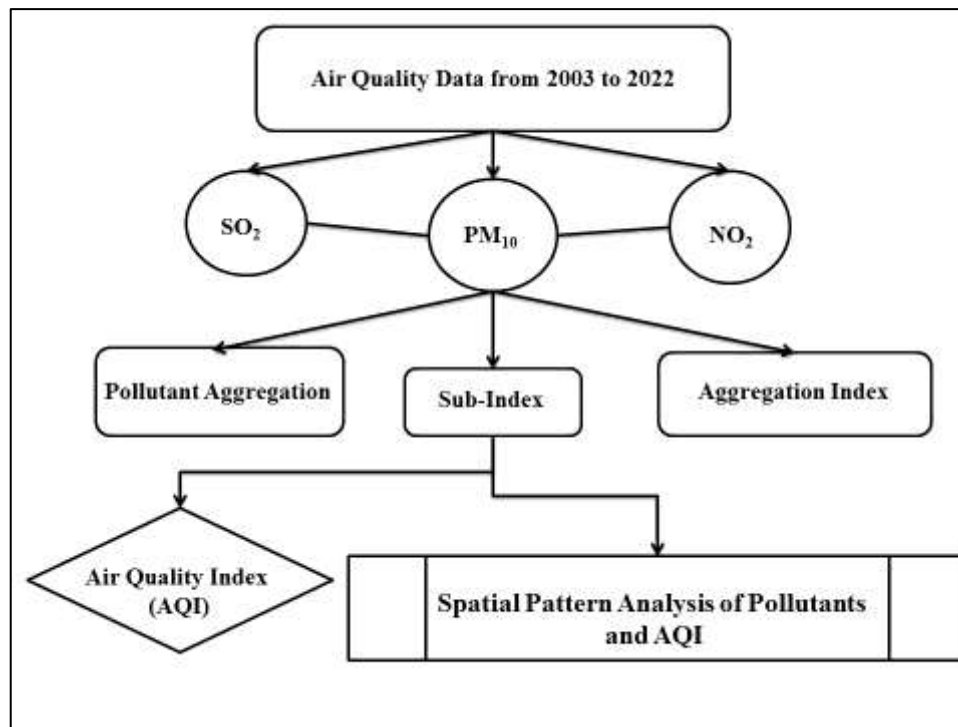 Air Quality Data from 2003 to 2022
SO₂
PM₁₀
NO₂
Pollutant Aggregation
Sub-Index
Aggregation Index
Air Quality Index
(AQI)
Spatial Pattern Analysis of Pollutants
and AQI